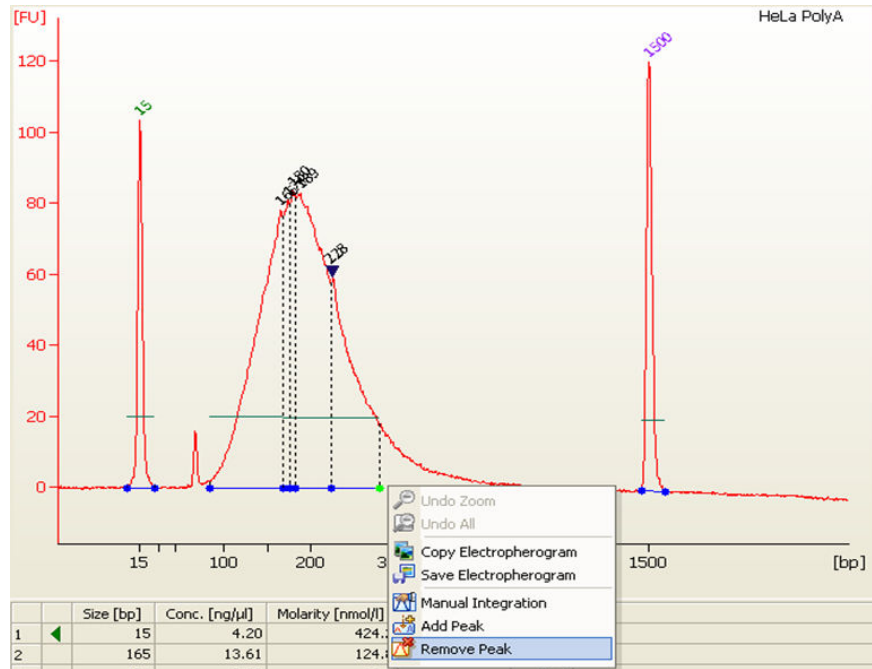 [FU]
HeLa PolyA
120
100
80
60
40
20
0
15
180
189
228
1500
15
100
200
1500
[bp]
Undo Zoom
Undo All
Copy Electropherogram
Save Electropherogram
Manual Integration
Add Peak
Remove Peak
Size [bp] Conc. [ng/µl] Molarity [nmol/l]
1 15 4.20
2 165 13.61